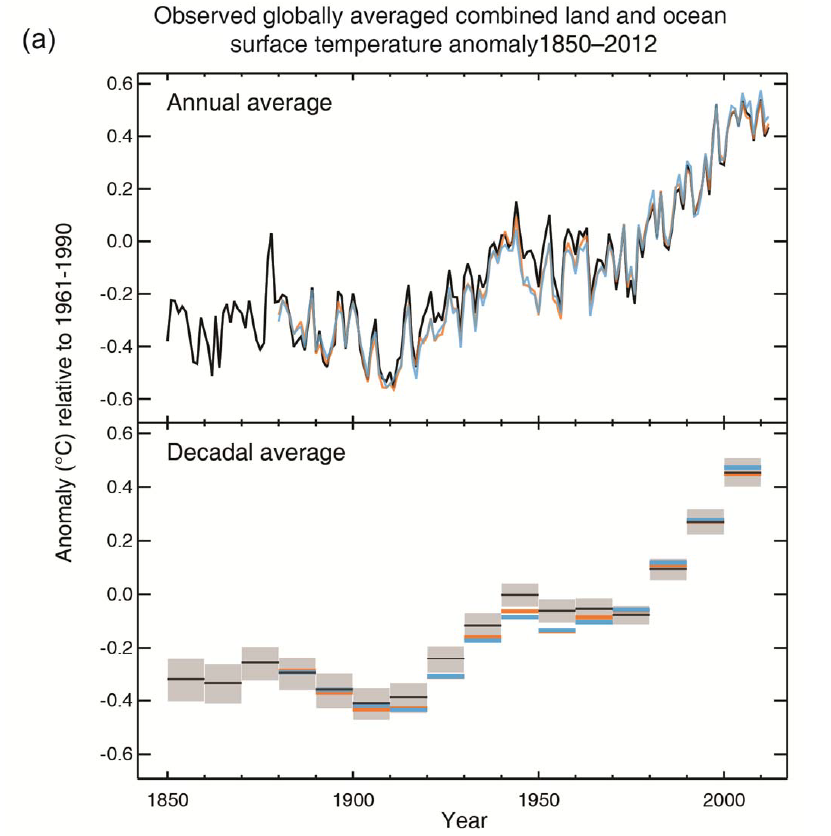 Observed globally averaged combined land and ocean
(a)
surface temperature anomaly1850–2012
Annual average
0.6
0.4
0.2
0.0
-0.2
-0.4
-0.6
Anomaly (°C) relative to 1961-1990
Decadal average
0.6
0.4
0.2
0.0
-0.2
-0.4
-0.6
1850
1900
1950
2000
Year